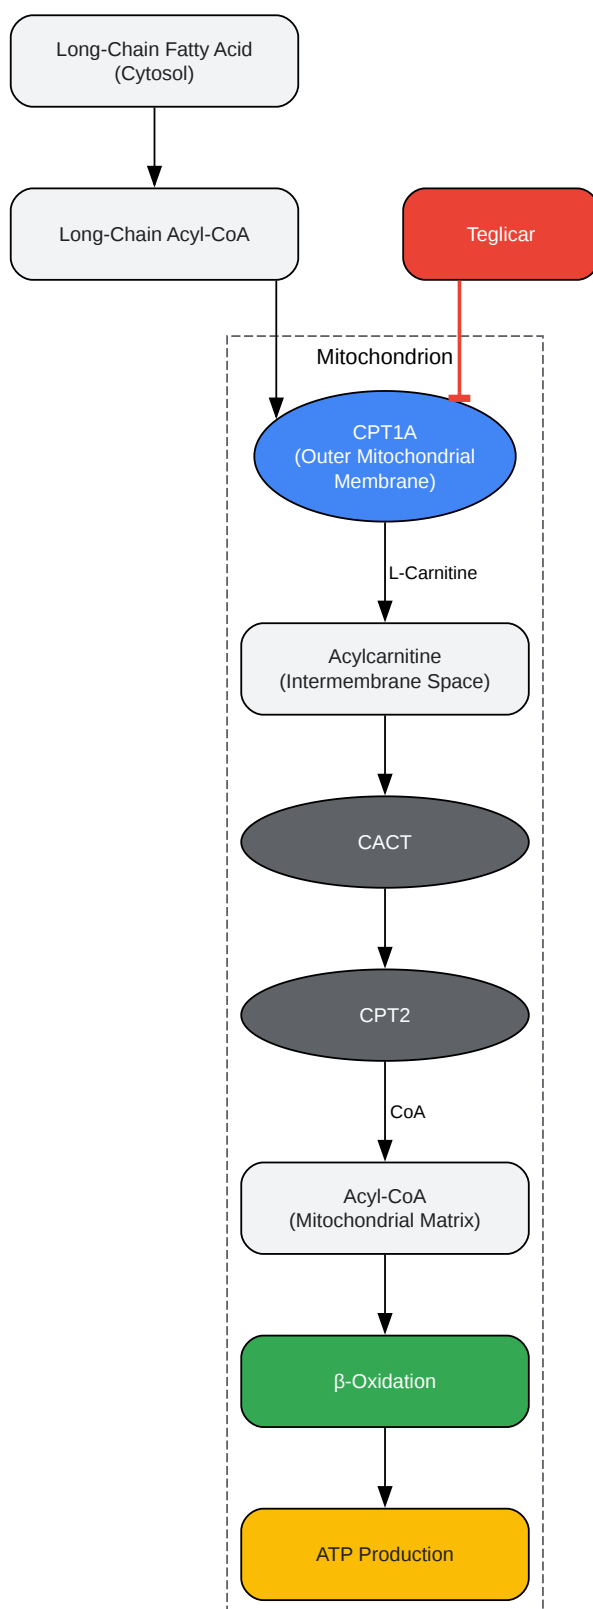 Long-Chain Fatty Acid
(Cytosol)
Long-Chain Acyl-CoA
Teglicar
Mitochondrion
CPT1A
(Outer Mitochondrial
Membrane)
L-Carnitine
Acylcarnitine
(Intermembrane Space)
CACT
CPT2
CoA
Acyl-CoA
(Mitochondrial Matrix)
β-Oxidation
ATP Production